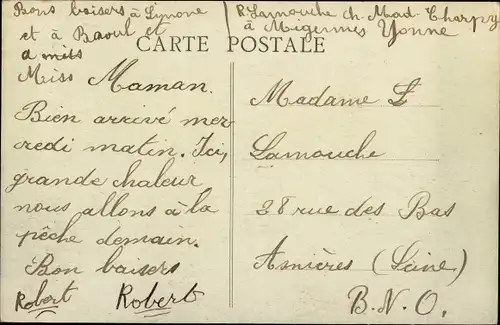 Bons baisers à Simone
et à Raoul et
amitś
Miss
R Lamouche ch. Mad Charpy
à Migennes Yonne
CARTE POSTALE
Maman.
Bien arrivé mer
credi matin. Ici,
grande chaleur
nous allons à la
pêche demain.
Bon baisers
Robert Robert
Madame L
Lamouche
28 rue des Bas
Asnières (Seine)
B.N.O.